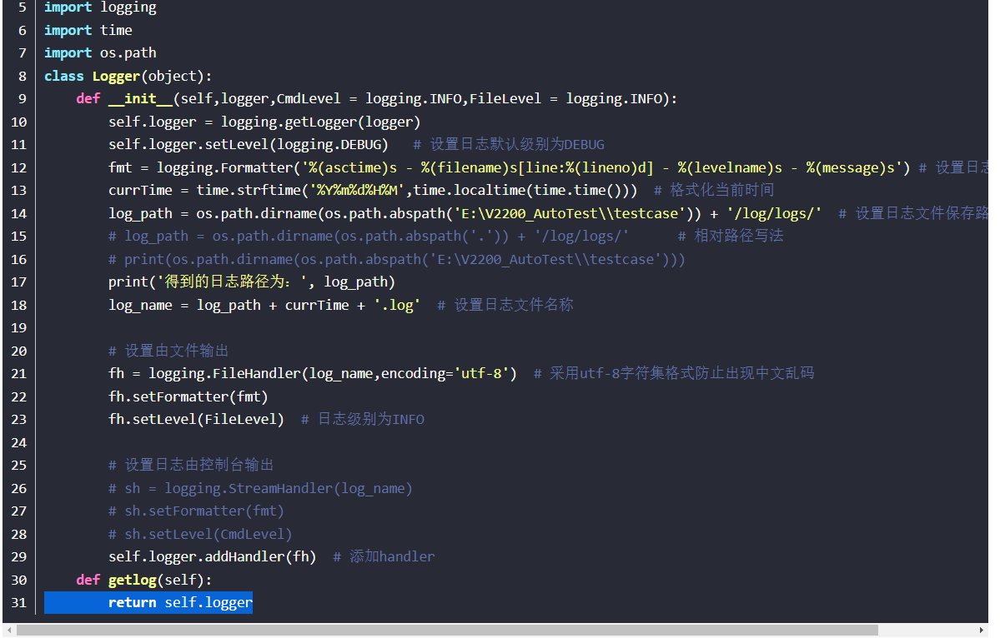 5 import logging
6 import time
7 import os.path
8 class Logger(object):
9     def __init__(self,logger,CmdLevel = logging.INFO,FileLevel = logging.INFO):
10         self.logger = logging.getLogger(logger)
11         self.logger.setLevel(logging.DEBUG)   # 设置日志默认级别为DEBUG
12         fmt = logging.Formatter('%(asctime)s - %(filename)s[line:%(lineno)d] - %(levelname)s - %(message)s') # 设置日志
13         currTime = time.strftime('%Y%m%d%H%M',time.localtime(time.time()))  # 格式化当前时间
14         log_path = os.path.dirname(os.path.abspath('E:\V2200_AutoTest\\testcase')) + '/log/logs/'  # 设置日志文件保存路
15         # log_path = os.path.dirname(os.path.abspath('.')) + '/log/logs/'      # 相对路径写法
16         # print(os.path.dirname(os.path.abspath('E:\V2200_AutoTest\\testcase')))
17         print('得到的日志路径为：', log_path)
18         log_name = log_path + currTime + '.log'  # 设置日志文件名称
19
20         # 设置由文件输出
21         fh = logging.FileHandler(log_name,encoding='utf-8')  # 采用utf-8字符集格式防止出现中文乱码
22         fh.setFormatter(fmt)
23         fh.setLevel(FileLevel)  # 日志级别为INFO
24
25         # 设置日志由控制台输出
26         # sh = logging.StreamHandler(log_name)
27         # sh.setFormatter(fmt)
28         # sh.setLevel(CmdLevel)
29         self.logger.addHandler(fh)  # 添加handler
30     def getlog(self):
31         return self.logger